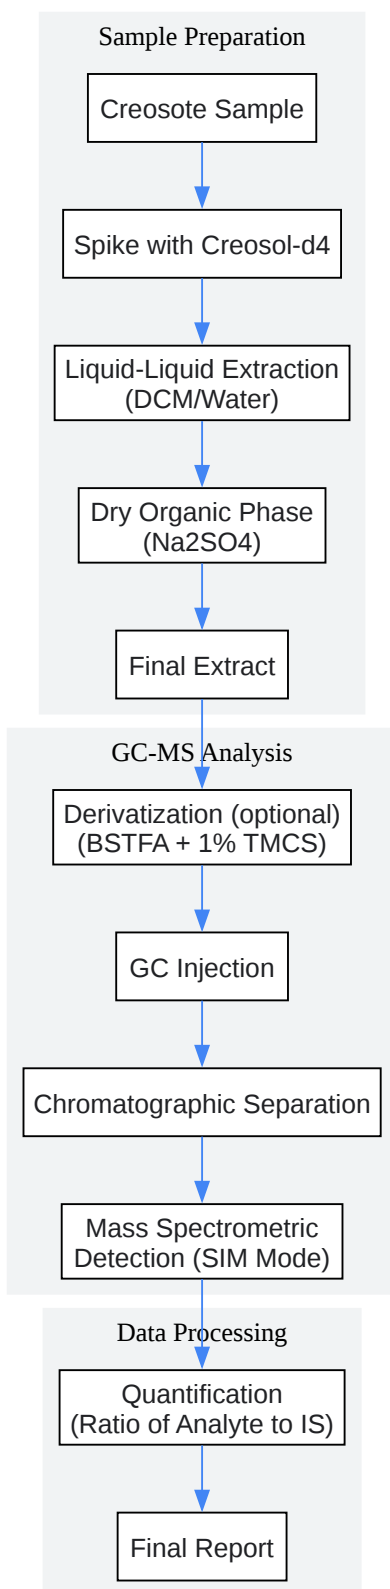 Sample Preparation
Creosote Sample
Spike with Creosol-d4
Liquid-Liquid Extraction
(DCM/Water)
Dry Organic Phase
(Na2SO4)
Final Extract
GC-MS Analysis
Derivatization (optional)
(BSTFA + 1% TMCS)
GC Injection
Chromatographic Separation
Mass Spectrometric
Detection (SIM Mode)
Data Processing
Quantification
(Ratio of Analyte to IS)
Final Report